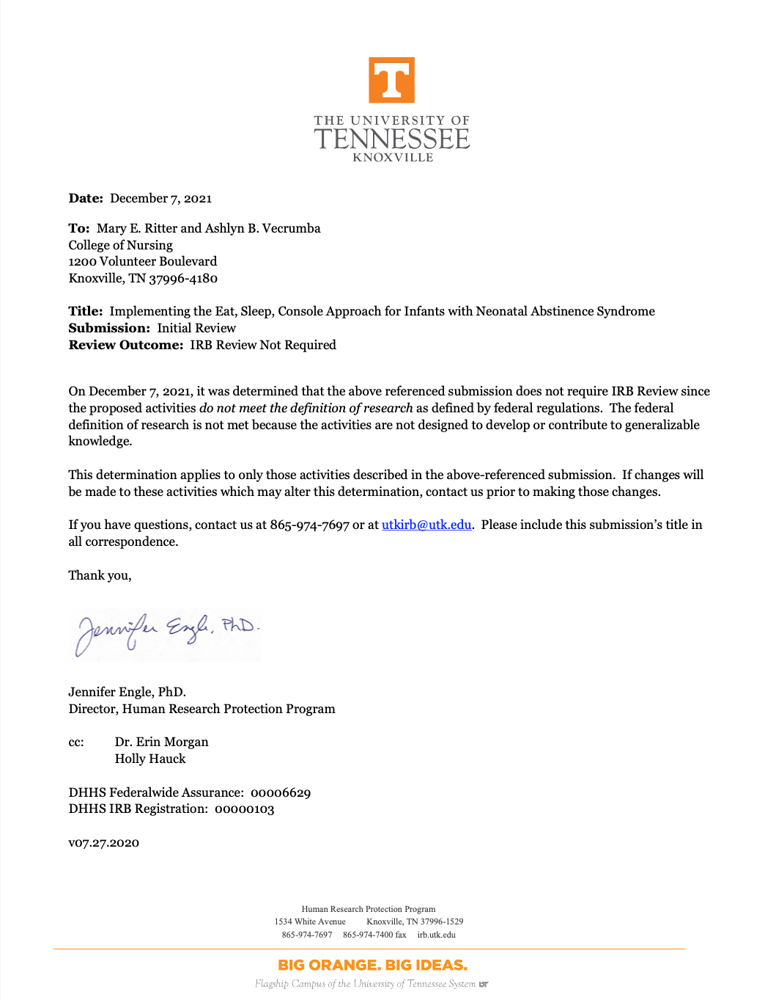 T
THE UNIVERSITY OF
TENNESSEE
KNOXVILLE
Date: December 7, 2021
To: Mary E. Ritter and Ashlyn B. Vecrumba
College of Nursing
1200 Volunteer Boulevard
Knoxville, TN 37996-4180
Title: Implementing the Eat, Sleep, Console Approach for Infants with Neonatal Abstinence Syndrome
Submission: Initial Review
Review Outcome: IRB Review Not Required
On December 7, 2021, it was determined that the above referenced submission does not require IRB Review since
the proposed activities do not meet the definition of research as defined by federal regulations. The federal
definition of research is not met because the activities are not designed to develop or contribute to generalizable
knowledge.
This determination applies to only those activities described in the above-referenced submission. If changes will
be made to these activities which may alter this determination, contact us prior to making those changes.
If you have questions, contact us at 865-974-7697 or at utkirb@utk.edu. Please include this submission's title in
all correspondence.
Thank you,
Jennifer Engle, PhD.
Jennifer Engle, PhD.
Director, Human Research Protection Program
cc: Dr. Erin Morgan
Holly Hauck
DHHS Federalwide Assurance: 00006629
DHHS IRB Registration: 00000103
v07.27.2020
Human Research Protection Program
1534 White Avenue Knoxville, TN 37996-1529
865-974-7697 865-974-7400 fax irb.utk.edu
BIG ORANGE. BIG IDEAS.
Flagship Campus of the University of Tennessee System UT